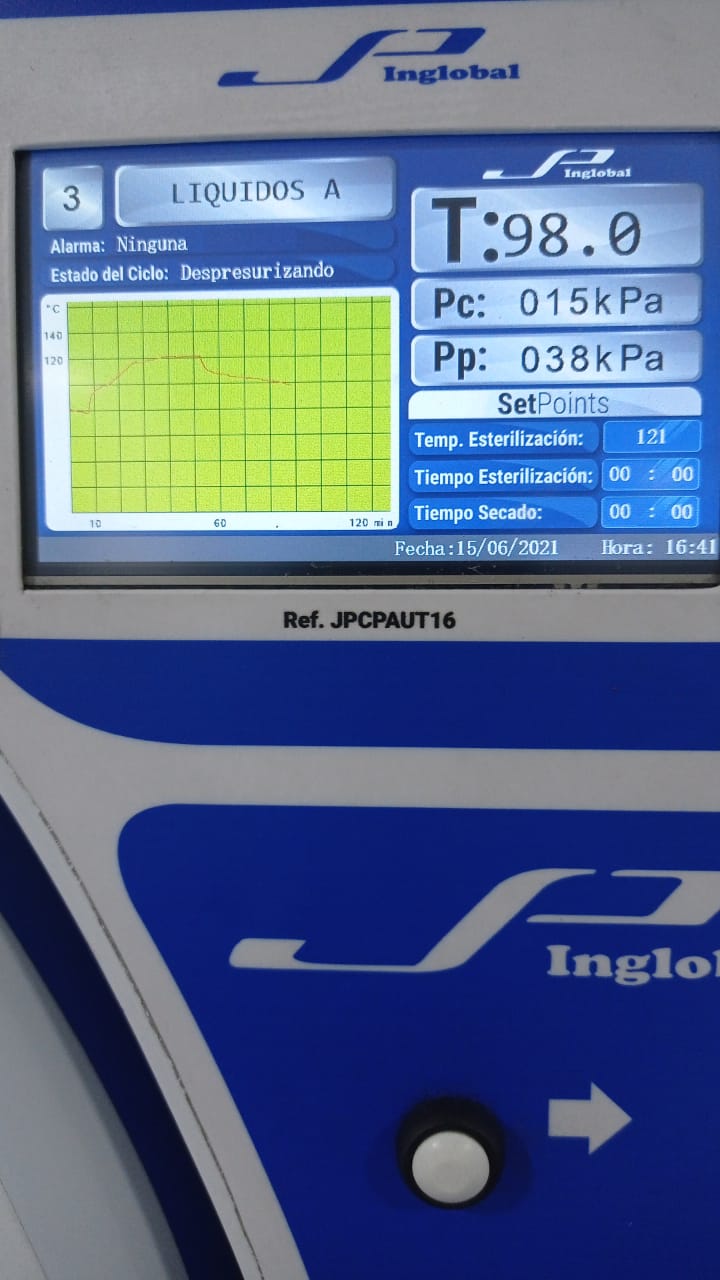 Inglobal
3
LIQUIDOS A
Inglobal
Alarma: Ninguna
Estado del Ciclo: Despresurizando
T:98.0
Pc: 015kPa
Pp: 038kPa
°C
140
120
10 60 120 min
SetPoints
Temp. Esterilización: 121
Tiempo Esterilización: 00 : 00
Tiempo Secado: 00 : 00
Fecha:15/06/2021 Hora: 16:41
Ref. JPCPAUT16
Inglobal